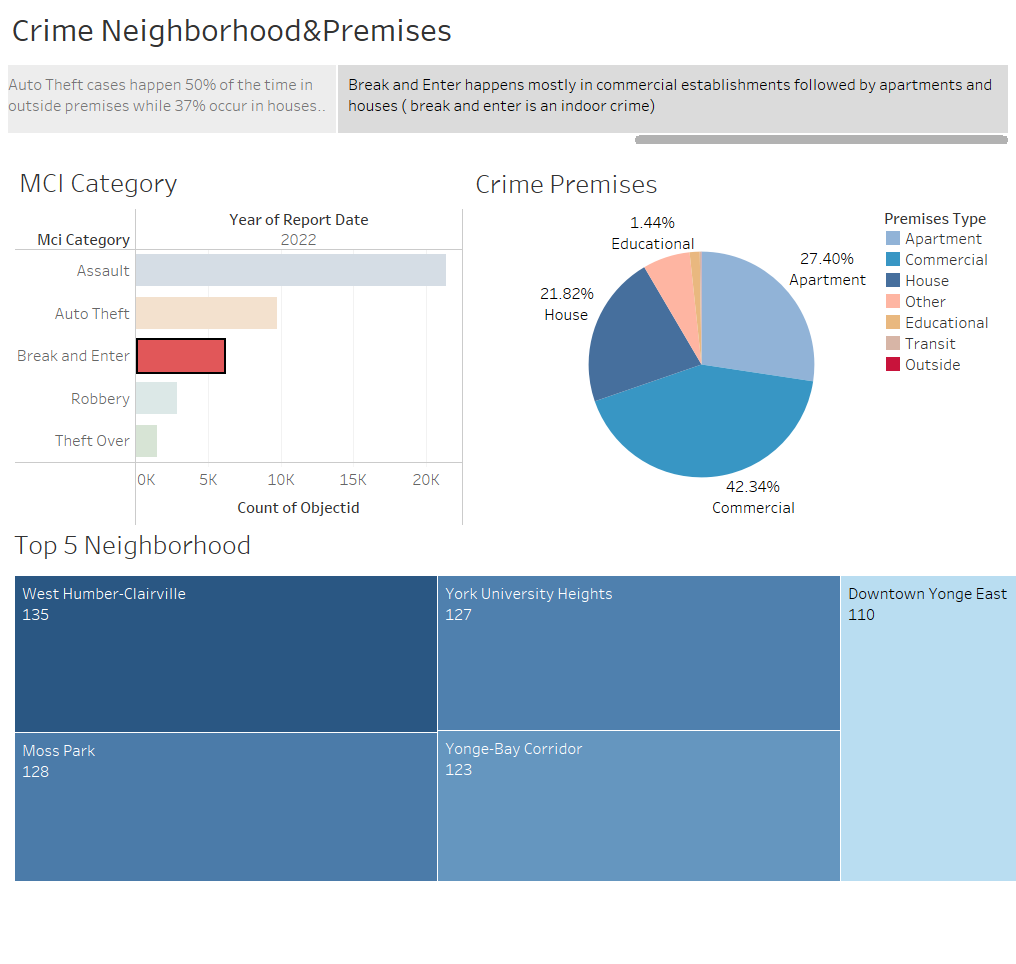 Crime Neighborhood&Premises
Auto Theft cases happen 50% of the time in
outside premises while 37% occur in houses..
Break and Enter happens mostly in commercial establishments followed by apartments and
houses ( break and enter is an indoor crime)
MCI Category
Year of Report Date
Mci Category
2022
Assault
Auto Theft
Break and Enter
Robbery
Theft Over
0K
5K
10K
15K
20K
Count of Objectid
Crime Premises
1.44%
Educational
27.40%
Apartment
21.82%
House
42.34%
Commercial
Premises Type
Apartment
Commercial
House
Other
Educational
Transit
Outside
Top 5 Neighborhood
West Humber-Clairville
135
York University Heights
127
Downtown Yonge East
110
Moss Park
128
Yonge-Bay Corridor
123